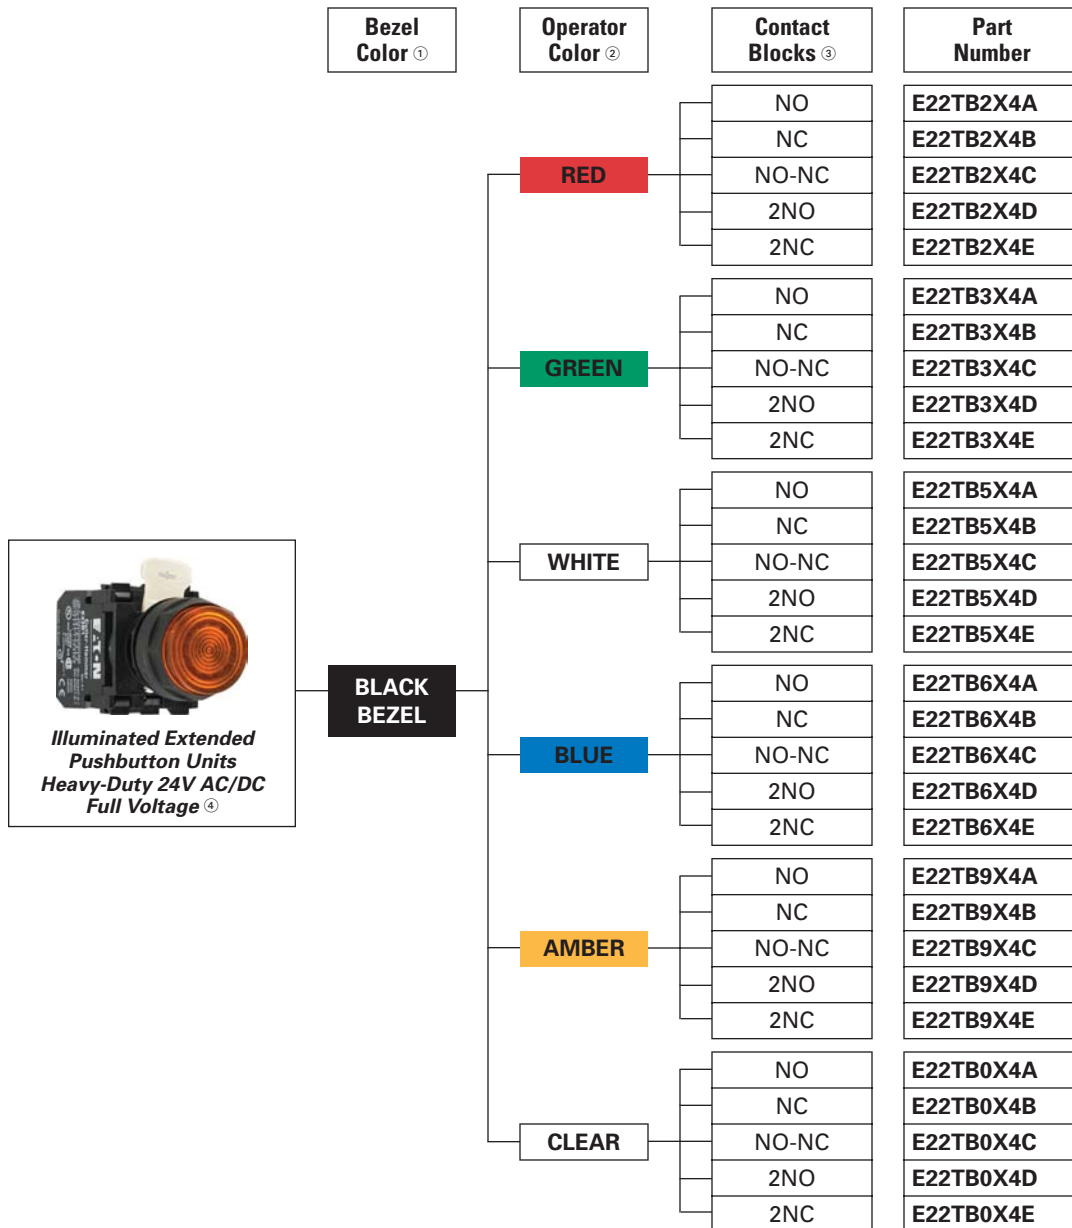 Bezel
Color ①
Operator
Color ②
Contact
Blocks ③
Part
Number
NO E22TB2X4A
NC E22TB2X4B
RED NO-NC E22TB2X4C
2NO E22TB2X4D
2NC E22TB2X4E
NO E22TB3X4A
NC E22TB3X4B
GREEN NO-NC E22TB3X4C
2NO E22TB3X4D
2NC E22TB3X4E
NO E22TB5X4A
NC E22TB5X4B
WHITE NO-NC E22TB5X4C
2NO E22TB5X4D
2NC E22TB5X4E
EATON
Illuminated Extended
Pushbutton Units
Heavy-Duty 24V AC/DC
Full Voltage ④
BLACK
BEZEL
NO E22TB6X4A
NC E22TB6X4B
BLUE NO-NC E22TB6X4C
2NO E22TB6X4D
2NC E22TB6X4E
NO E22TB9X4A
NC E22TB9X4B
AMBER NO-NC E22TB9X4C
2NO E22TB9X4D
2NC E22TB9X4E
NO E22TB0X4A
NC E22TB0X4B
CLEAR NO-NC E22TB0X4C
2NO E22TB0X4D
2NC E22TB0X4E